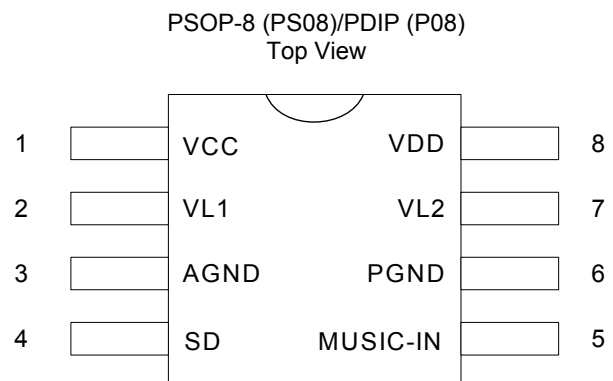 PSOP-8 (PS08)/PDIP (P08)
Top View
1 VCC VDD 8
2 VL1 VL2 7
3 AGND PGND 6
4 SD MUSIC-IN 5